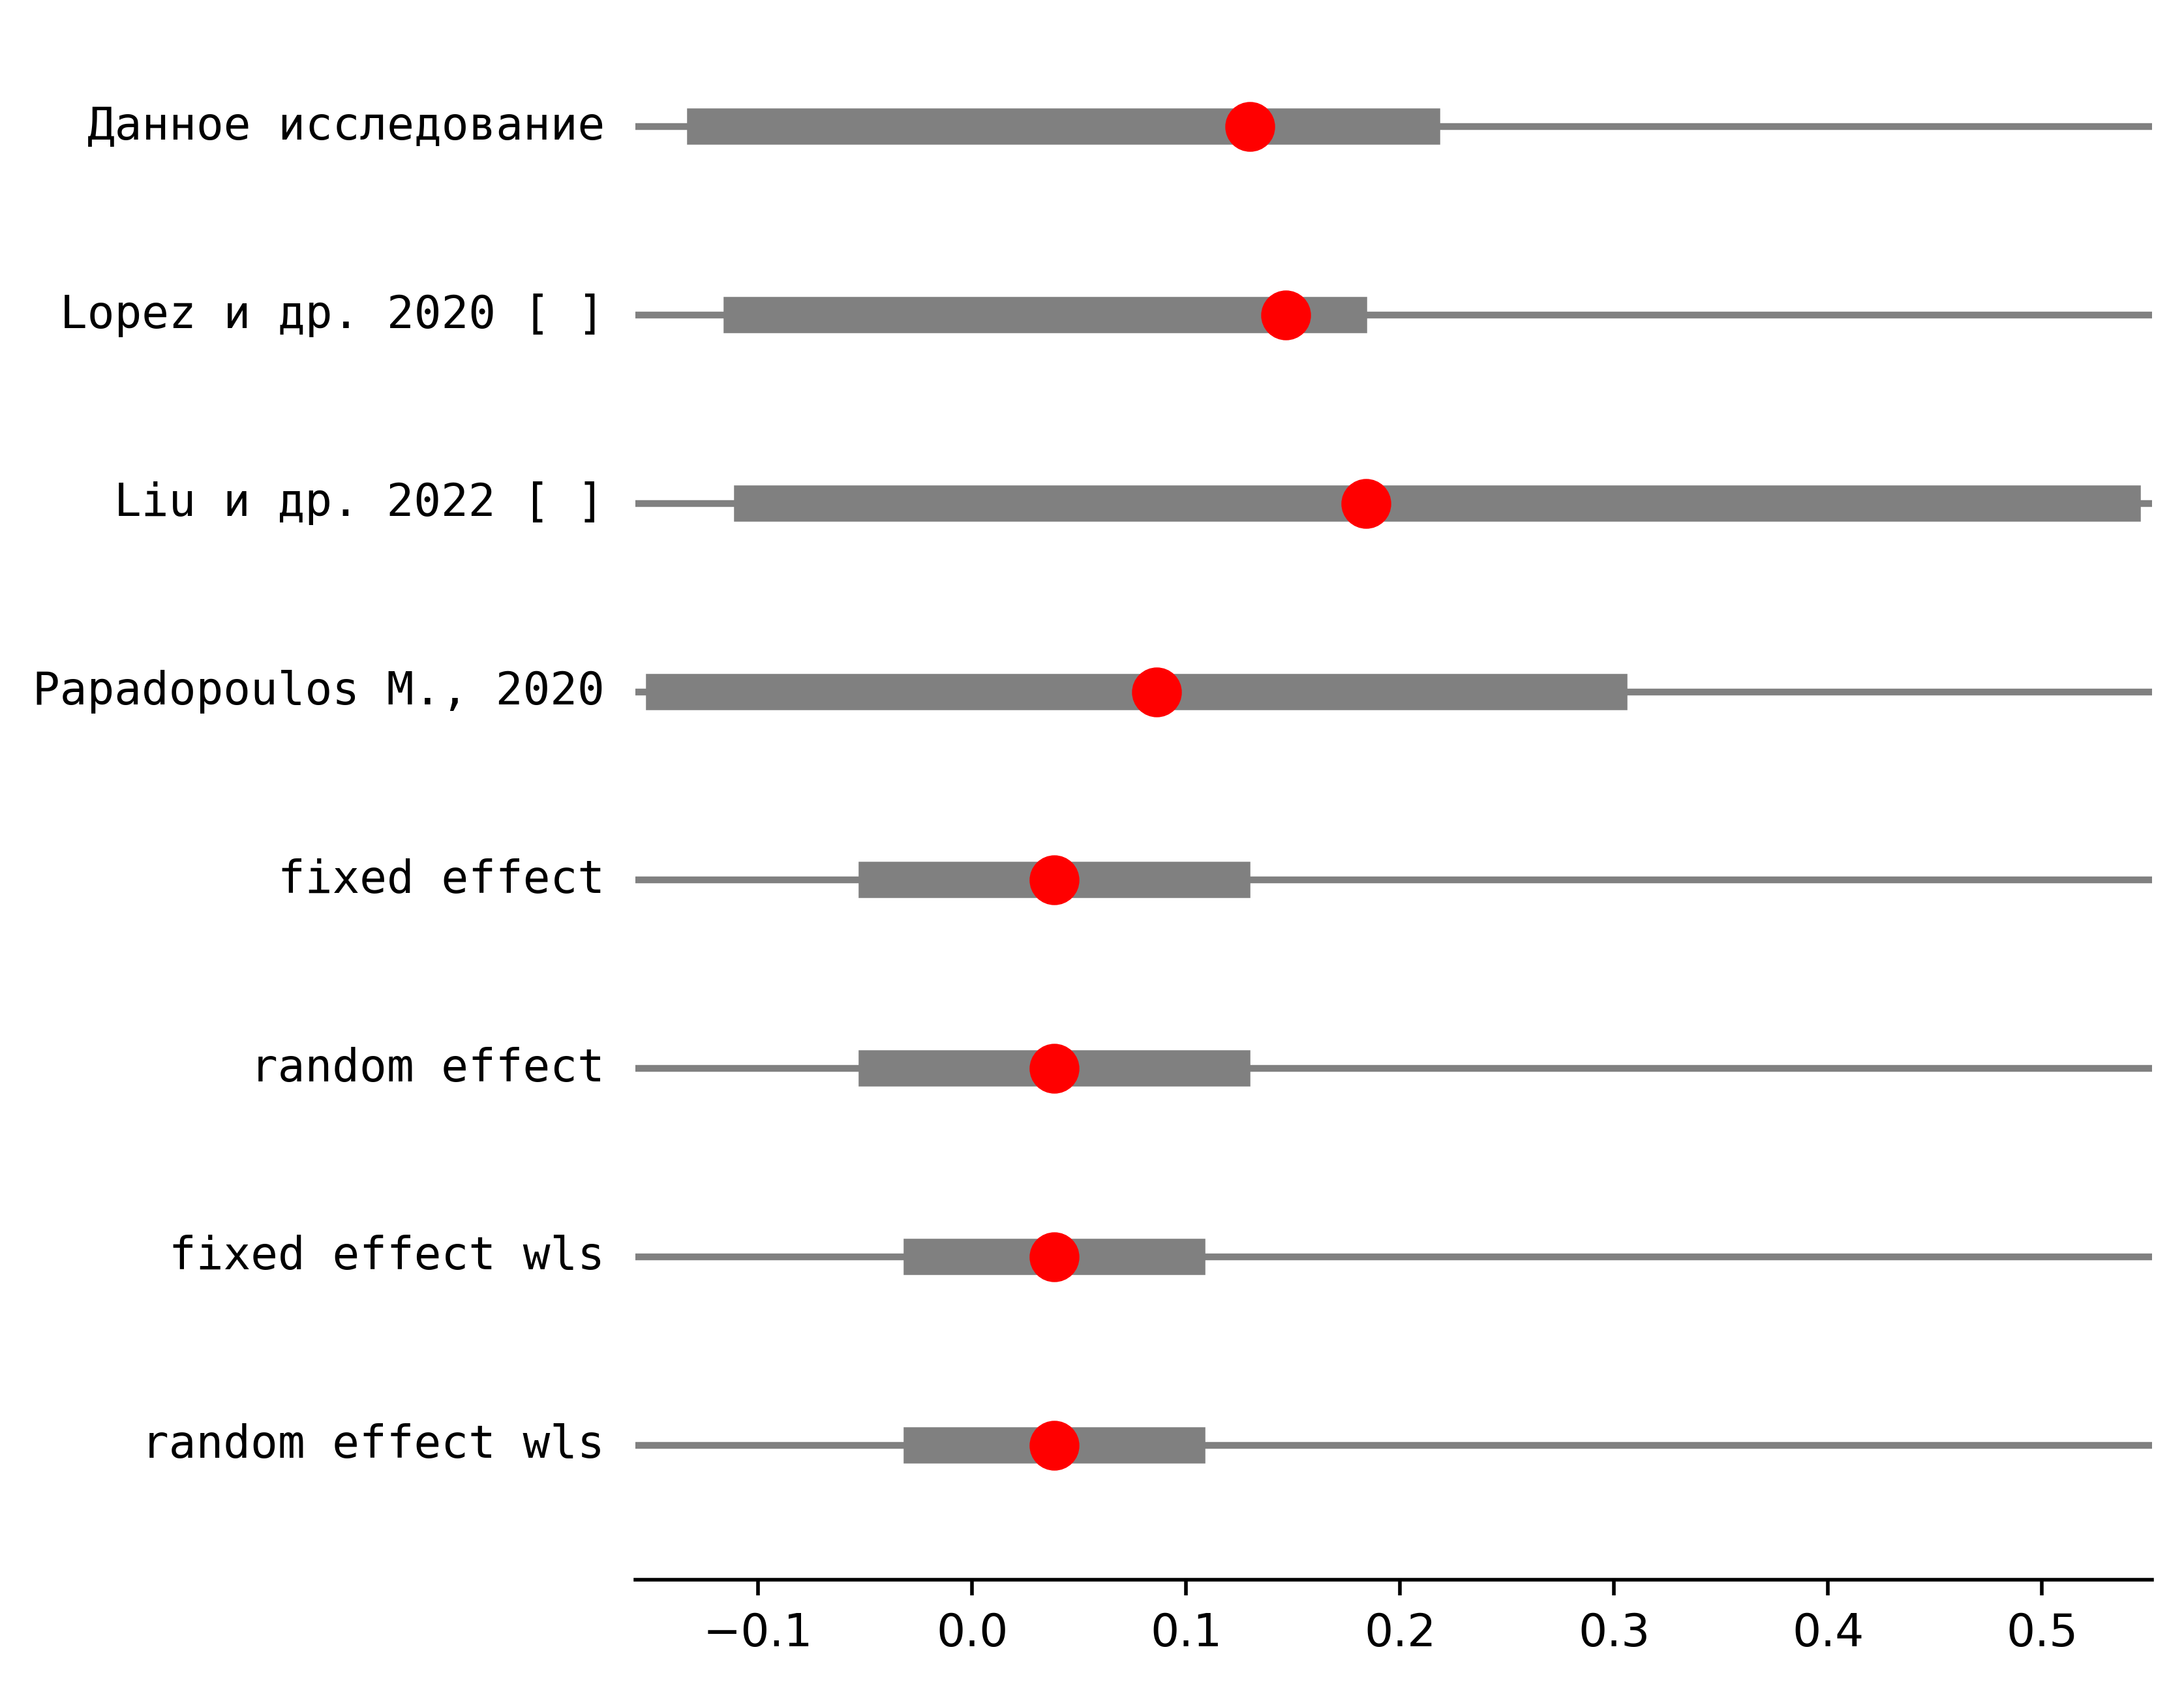 Данное исследование
Lopez и др. 2020 [ ]
Liu и др. 2022 [ ]
Papadopoulos M., 2020
fixed effect
random effect
fixed effect wls
random effect wls
−0.1 0.0 0.1 0.2 0.3 0.4 0.5